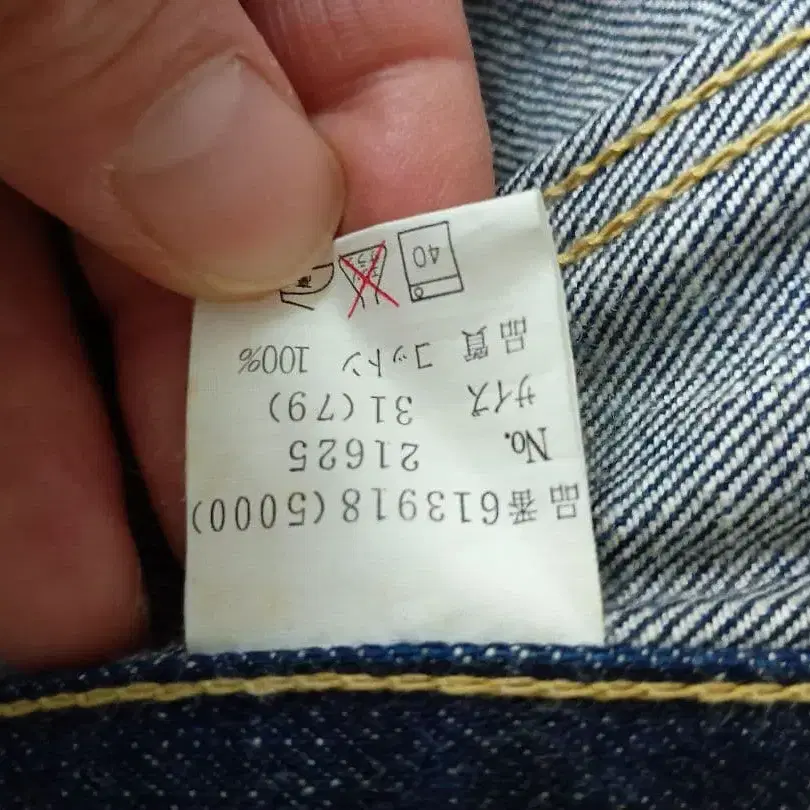 品番613918(5000)
No. 21625
サイズ 31(79)
品質 コットン 100%
40